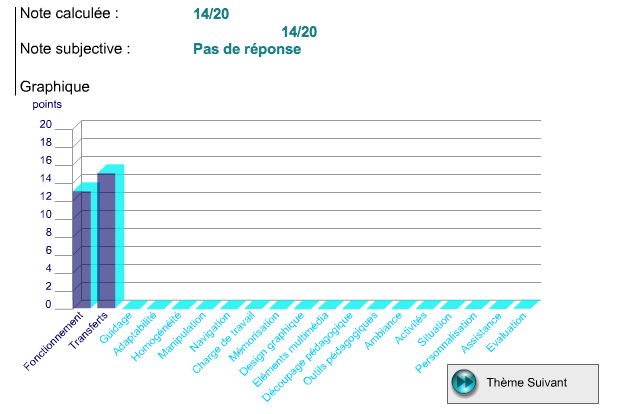 Note calculée : 14/20
14/20
Note subjective : Pas de réponse
Graphique
points
20
18
16
14
12
10
8
6
4
2
0
Fonctionnement
Transferts
Guidage
Adaptabilité
Homogénéité
Manipulation
Navigation
Charge de travail
Mémorisation
Design graphique
Eléments multimédia
Découpage pédagogique
Outils pédagogiques
Ambiance
Activités
Situation
Personnalisation
Assistance
Evaluation
Thème Suivant